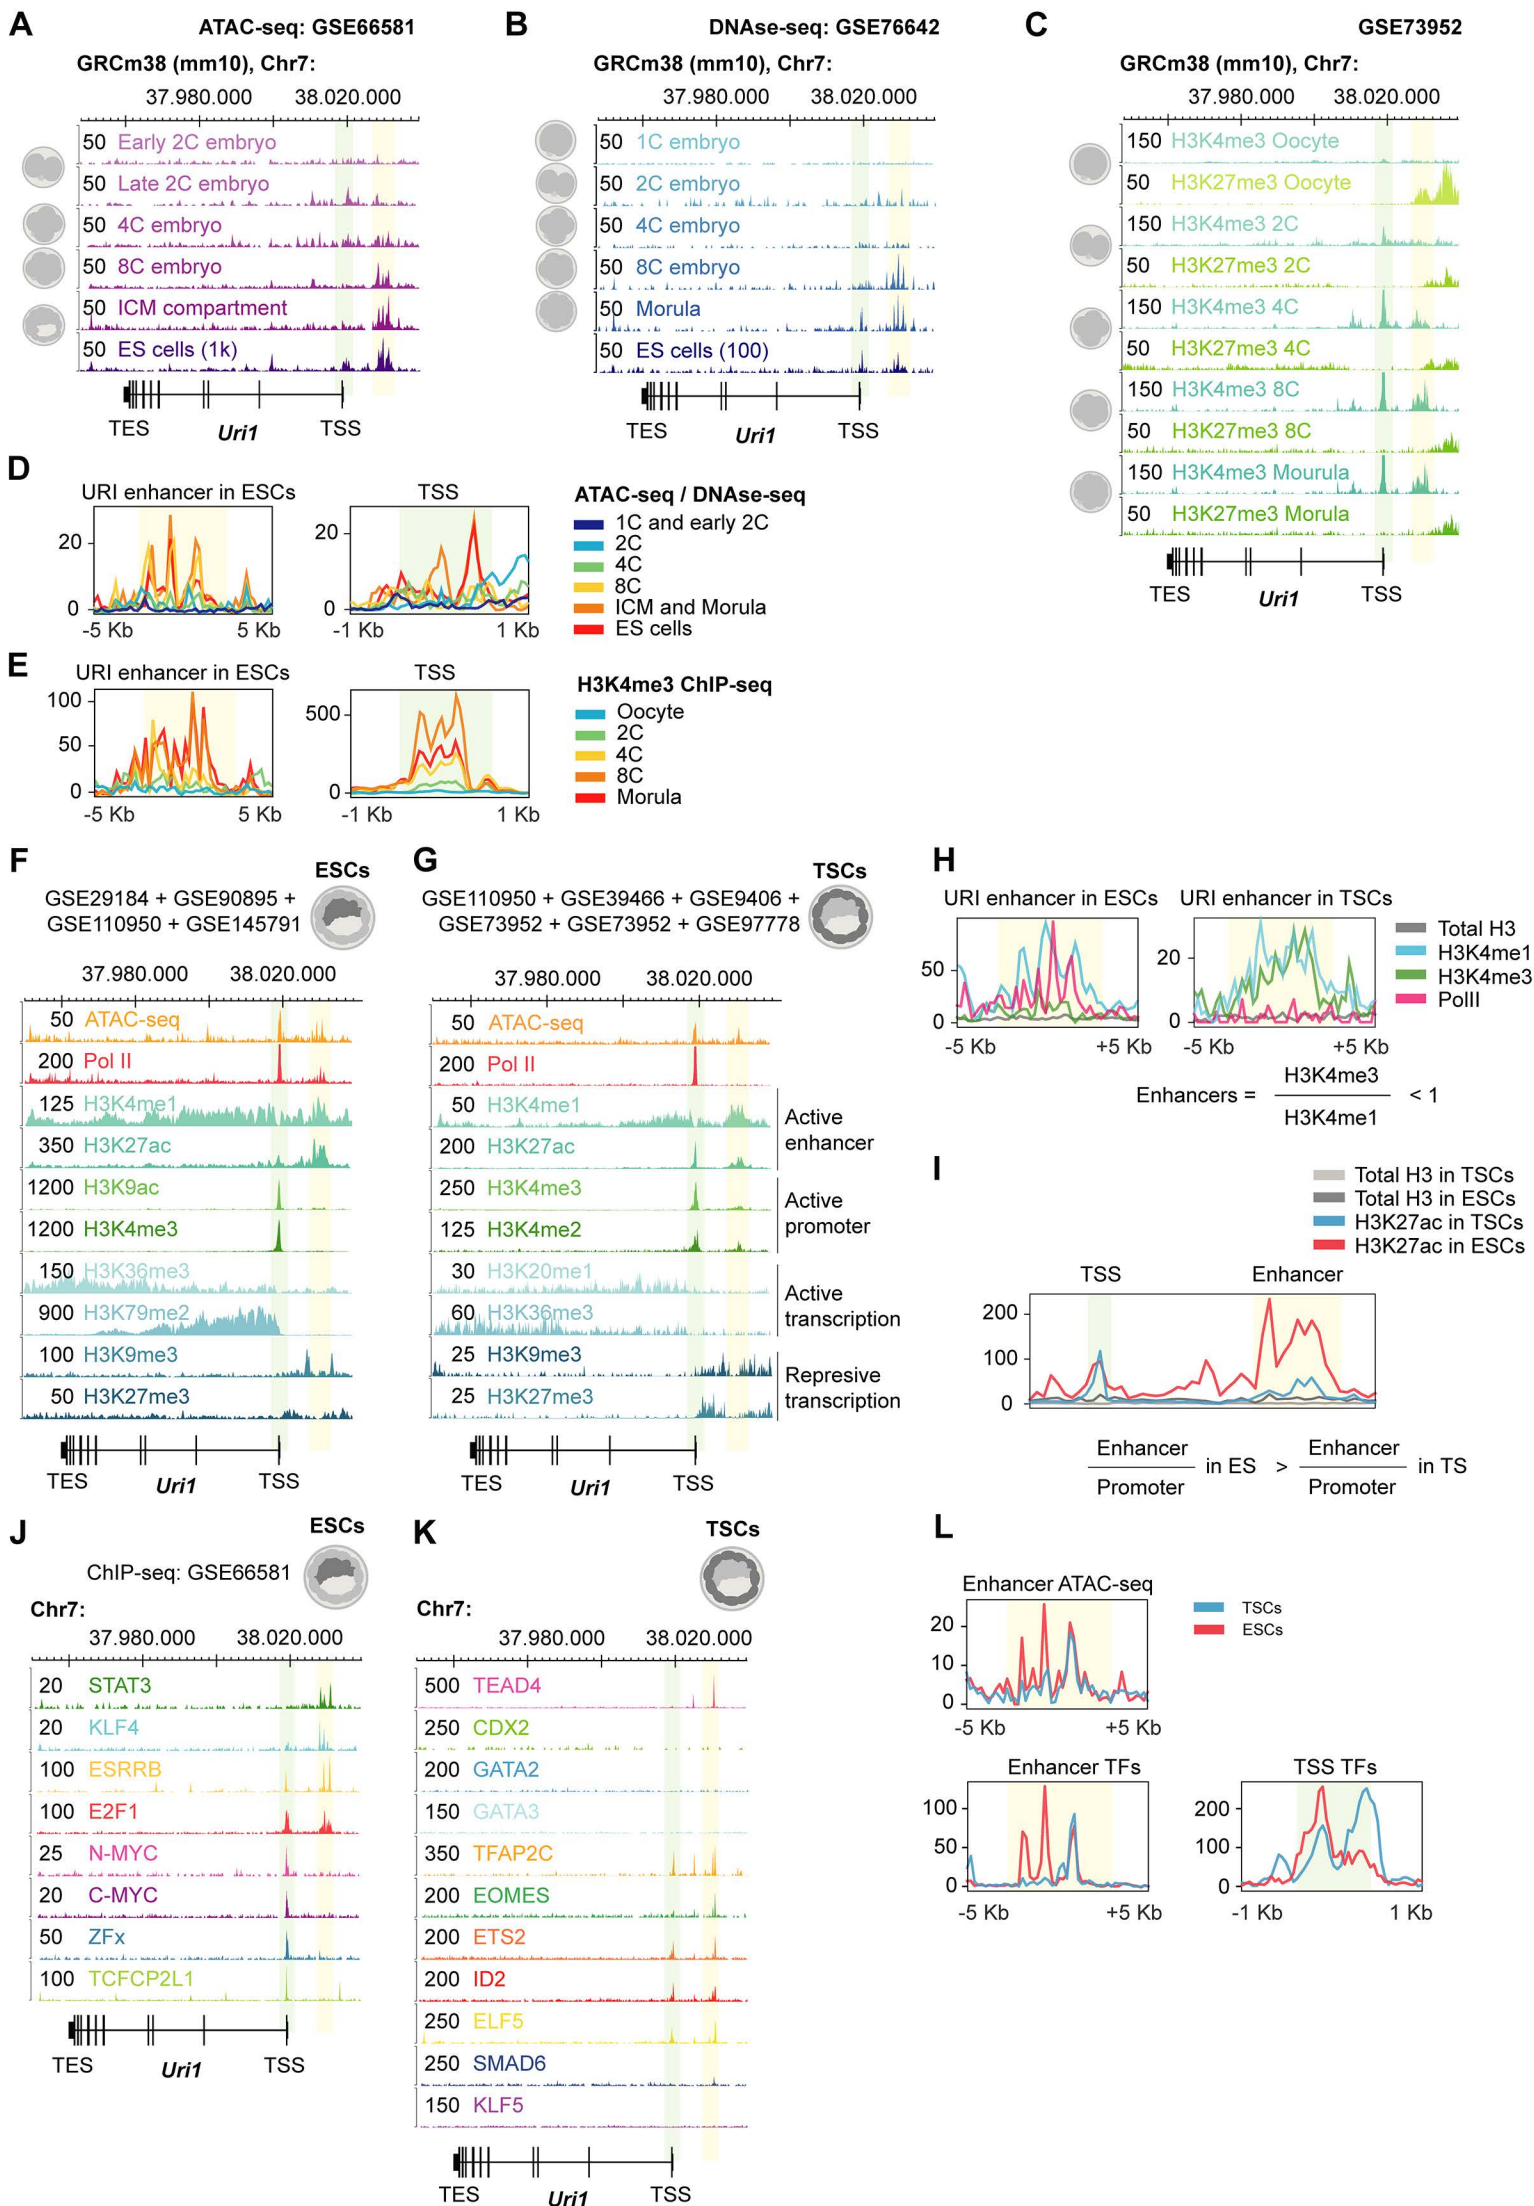 A
ATAC-seq: GSE66581
GRCm38 (mm10), Chr7:
37.980.000 38.020.000
50 Early 2C embryo
50 Late 2C embryo
50 4C embryo
50 8C embryo
50 ICM compartment
50 ES cells (1k)
TES Uri1 TSS
B
DNAse-seq: GSE76642
GRCm38 (mm10), Chr7:
37.980.000 38.020.000
50 1C embryo
50 2C embryo
50 4C embryo
50 8C embryo
50 Morula
50 ES cells (100)
TES Uri1 TSS
C
GSE73952
GRCm38 (mm10), Chr7:
37.980.000 38.020.000
150 H3K4me3 Oocyte
50 H3K27me3 Oocyte
150 H3K4me3 2C
50 H3K27me3 2C
150 H3K4me3 4C
50 H3K27me3 4C
150 H3K4me3 8C
50 H3K27me3 8C
150 H3K4me3 Mourula
50 H3K27me3 Morula
TES Uri1 TSS
D
URI enhancer in ESCs
20
0
-5 Kb 5 Kb
TSS
20
0
-1 Kb 1 Kb
ATAC-seq / DNAse-seq
1C and early 2C
2C
4C
8C
ICM and Morula
ES cells
E
URI enhancer in ESCs
100
50
0
-5 Kb 5 Kb
TSS
500
0
-1 Kb 1 Kb
H3K4me3 ChIP-seq
Oocyte
2C
4C
8C
Morula
F
ESCs
GSE29184 + GSE90895 +
GSE110950 + GSE145791
37.980.000 38.020.000
50 ATAC-seq
200 Pol II
125 H3K4me1
350 H3K27ac
1200 H3K9ac
1200 H3K4me3
150 H3K36me3
900 H3K79me2
100 H3K9me3
50 H3K27me3
TES Uri1 TSS
G
TSCs
GSE110950 + GSE39466 + GSE9406 +
GSE73952 + GSE73952 + GSE97778
37.980.000 38.020.000
50 ATAC-seq
200 Pol II
50 H3K4me1
200 H3K27ac
250 H3K4me3
125 H3K4me2
30 H3K20me1
60 H3K36me3
25 H3K9me3
25 H3K27me3
Active
enhancer
Active
promoter
Active
transcription
Represive
transcription
TES Uri1 TSS
H
URI enhancer in ESCs
50
0
-5 Kb +5 Kb
URI enhancer in TSCs
20
0
-5 Kb +5 Kb
Total H3
H3K4me1
H3K4me3
PolII
H3K4me3
Enhancers = < 1
H3K4me1
I
Total H3 in TSCs
Total H3 in ESCs
H3K27ac in TSCs
H3K27ac in ESCs
TSS Enhancer
200
100
0
Enhancer Enhancer
in ES > in TS
Promoter Promoter
J
ESCs
ChIP-seq: GSE66581
Chr7:
37.980.000 38.020.000
20 STAT3
20 KLF4
100 ESRRB
100 E2F1
25 N-MYC
20 C-MYC
50 ZFx
100 TCFCP2L1
TES Uri1 TSS
K
TSCs
Chr7:
37.980.000 38.020.000
500 TEAD4
250 CDX2
200 GATA2
150 GATA3
350 TFAP2C
200 EOMES
200 ETS2
200 ID2
250 ELF5
250 SMAD6
150 KLF5
TES Uri1 TSS
L
Enhancer ATAC-seq
20
10
0
-5 Kb +5 Kb
TSCs
ESCs
Enhancer TFs
100
50
0
-5 Kb +5 Kb
TSS TFs
200
100
0
-1 Kb 1 Kb